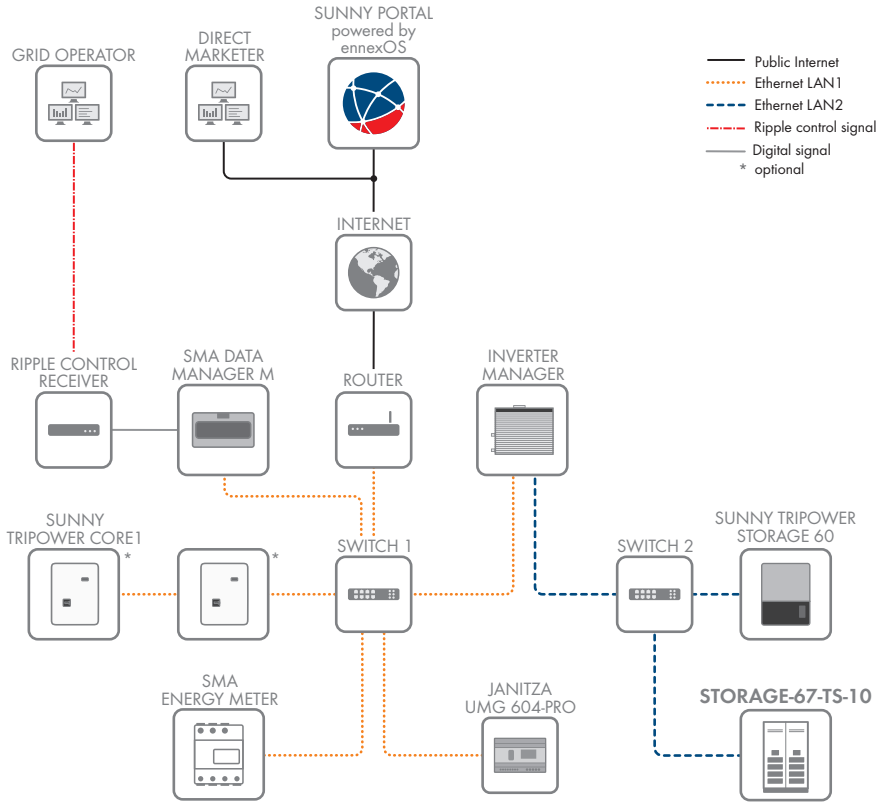 SUNNY PORTAL
powered by
ennexOS
DIRECT
MARKETER
GRID OPERATOR
Public Internet
Ethernet LAN1
Ethernet LAN2
Ripple control signal
Digital signal
* optional
INTERNET
RIPPLE CONTROL
RECEIVER
SMA DATA
MANAGER M
ROUTER
INVERTER
MANAGER
SUNNY
TRIPOWER CORE1
*
*
SWITCH 1
SWITCH 2
SUNNY TRIPOWER
STORAGE 60
SMA
ENERGY METER
JANITZA
UMG 604-PRO
STORAGE-67-TS-10